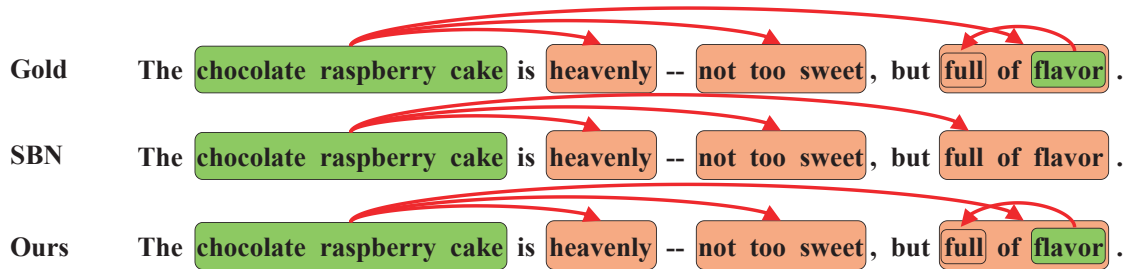 Gold The chocolate raspberry cake is heavenly -- not too sweet, but full of flavor.
SBN The chocolate raspberry cake is heavenly -- not too sweet, but full of flavor.
Ours The chocolate raspberry cake is heavenly -- not too sweet, but full of flavor.